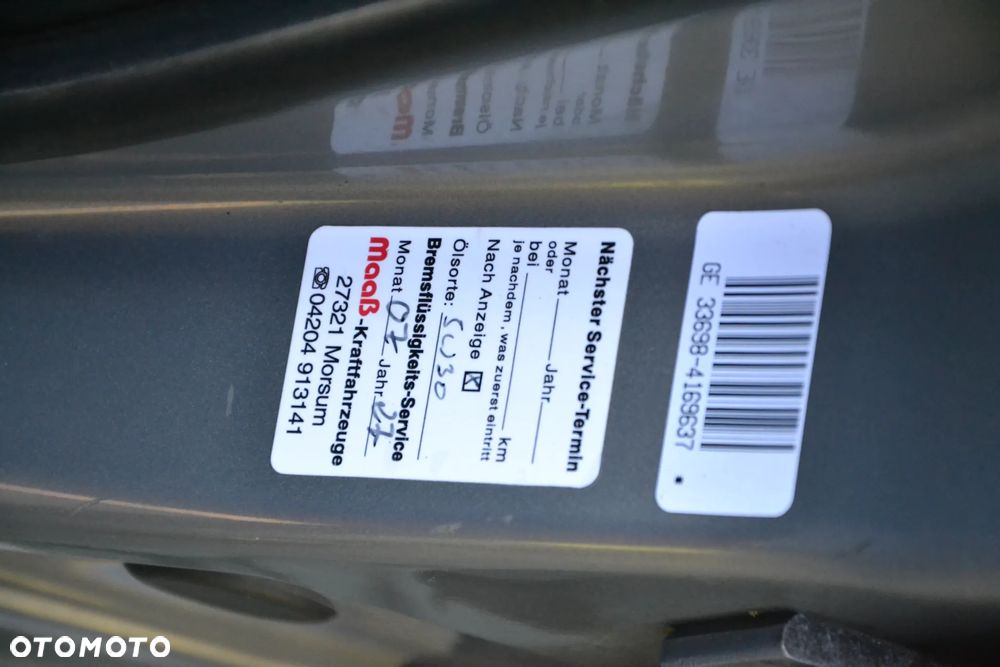 Nächster Service-Termin
Monat Jahr
oder
bei km
je nachdem, was zuerst eintritt
Nach Anzeige ☒
Ölsorte: 5W30
Bremsflüssigkeits-Service
Monat 07 Jahr 27
Maaß-Kraftfahrzeuge
27321 Morsum
☎ 04204 913141
GE 33698-4169637 *
OTOMOTO